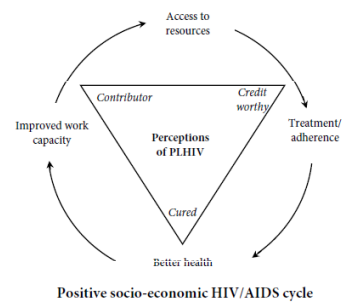 Access to
resources
Contributor
Credit
worthy
Improved work
capacity
Perceptions
of PLHIV
Treatment/
adherence
Cured
Better health
Positive socio-economic HIV/AIDS cycle